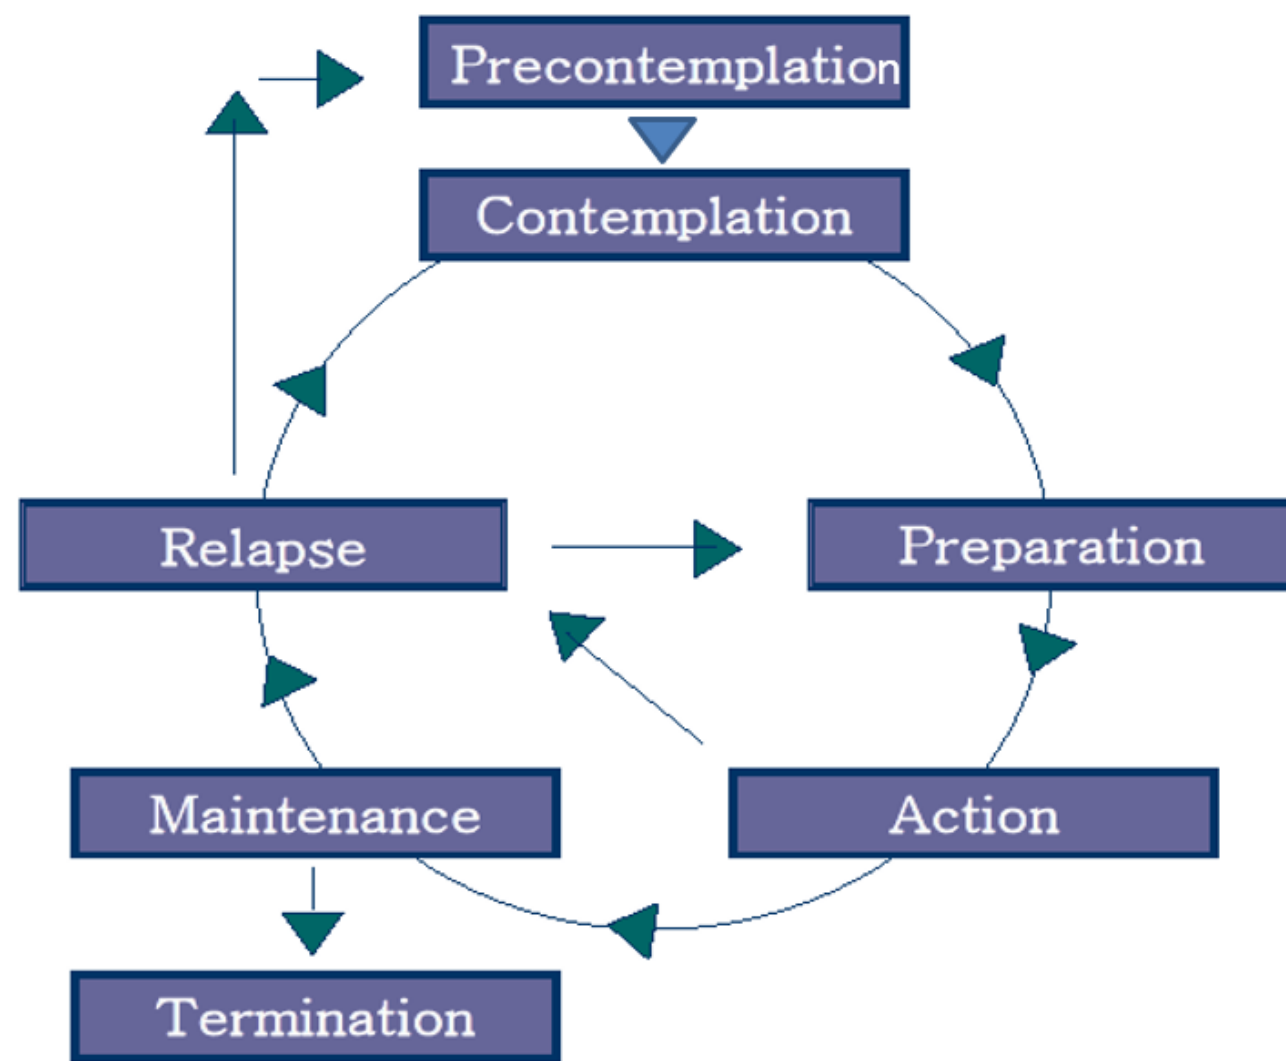 Precontemplation
Contemplation
Relapse
Preparation
Maintenance
Action
Termination